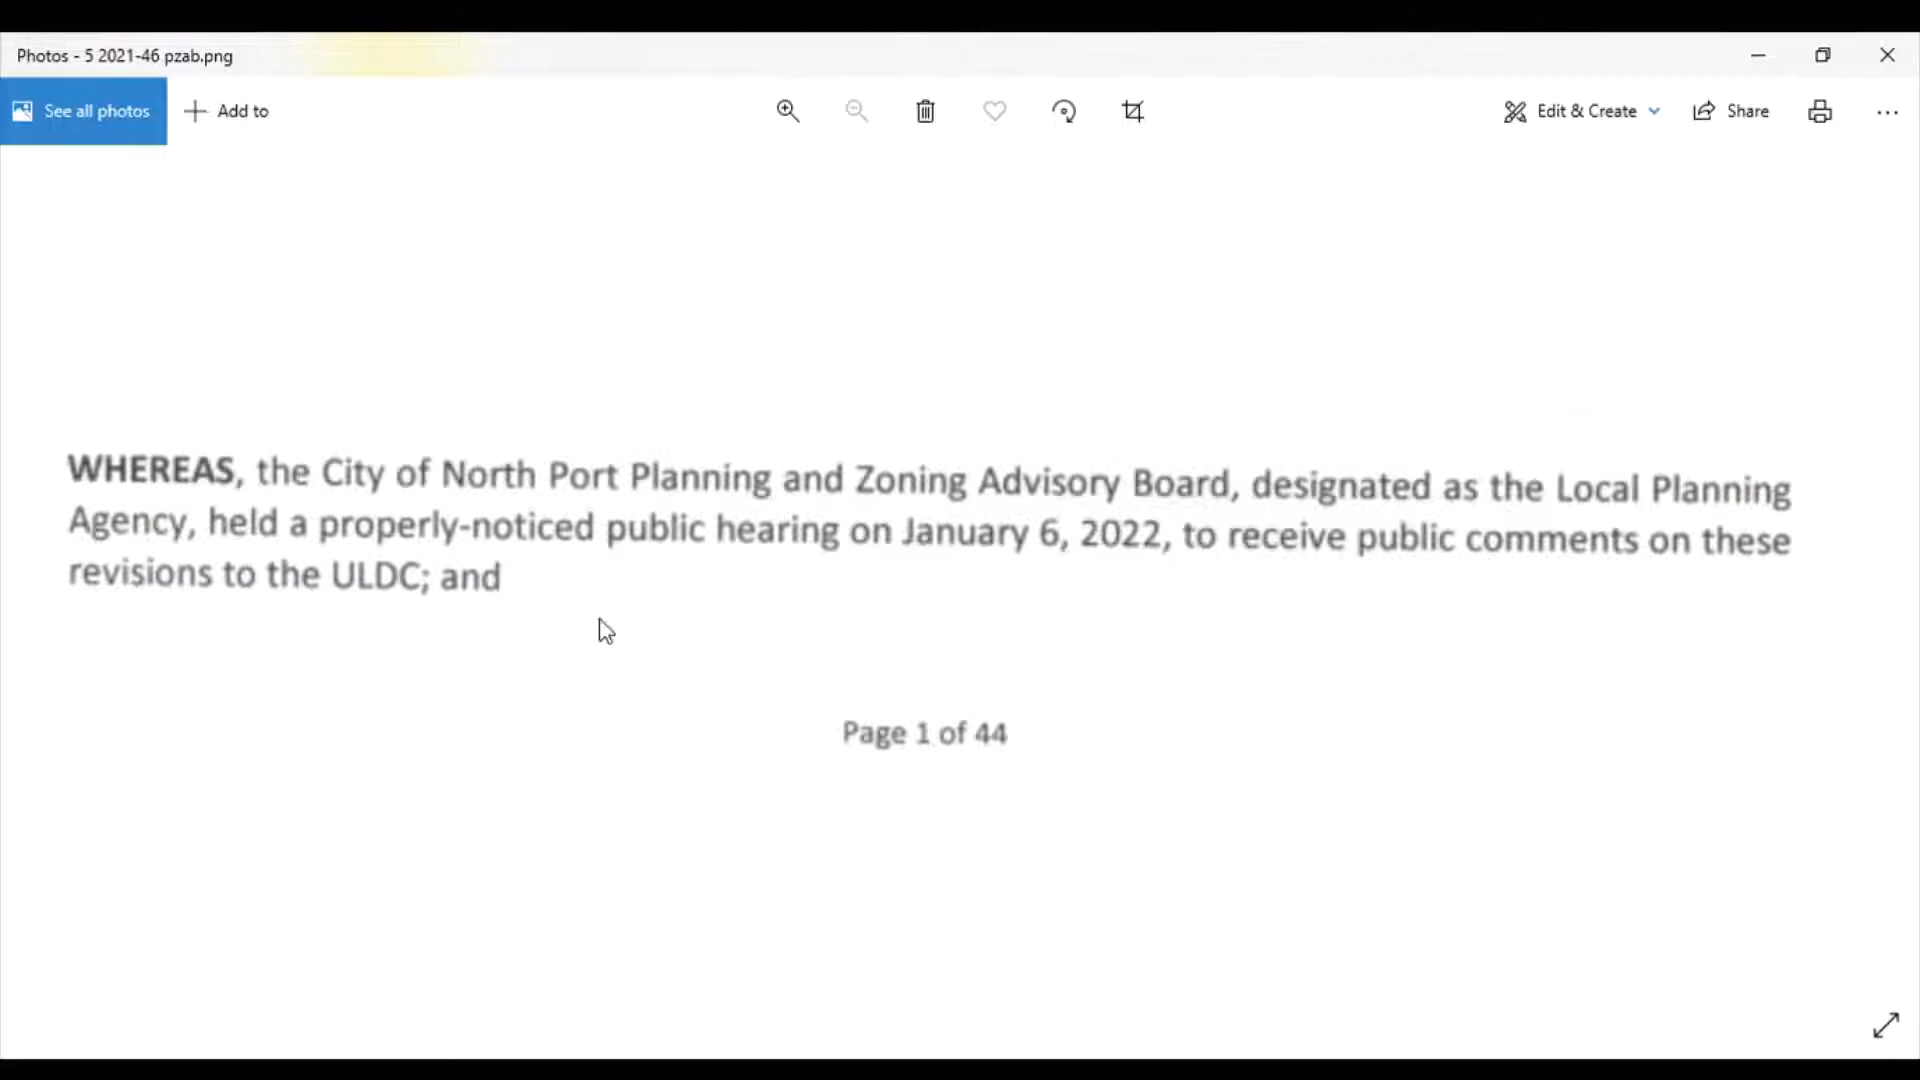 Photos - 5 2021-46 pzab.png
See all photos
Add to
Edit & Create
Share
WHEREAS, the City of North Port Planning and Zoning Advisory Board, designated as the Local Planning
Agency, held a properly-noticed public hearing on January 6, 2022, to receive public comments on these
revisions to the ULDC; and
Page 1 of 44